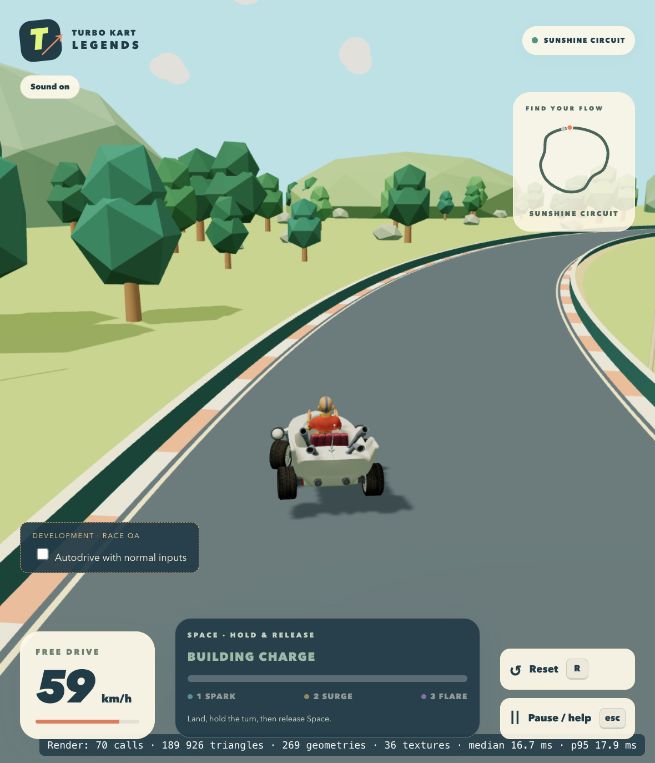 T
TURBO KART
LEGENDS
Sound on
SUNSHINE CIRCUIT
FIND YOUR FLOW
SUNSHINE CIRCUIT
DEVELOPMENT · RACE QA
Autodrive with normal inputs
FREE DRIVE
59 km/h
SPACE · HOLD & RELEASE
BUILDING CHARGE
1 SPARK
2 SURGE
3 FLARE
Land, hold the turn, then release Space.
Reset R
Pause / help esc
Render: 70 calls · 189 926 triangles · 269 geometries · 36 textures · median 16.7 ms · p95 17.9 ms